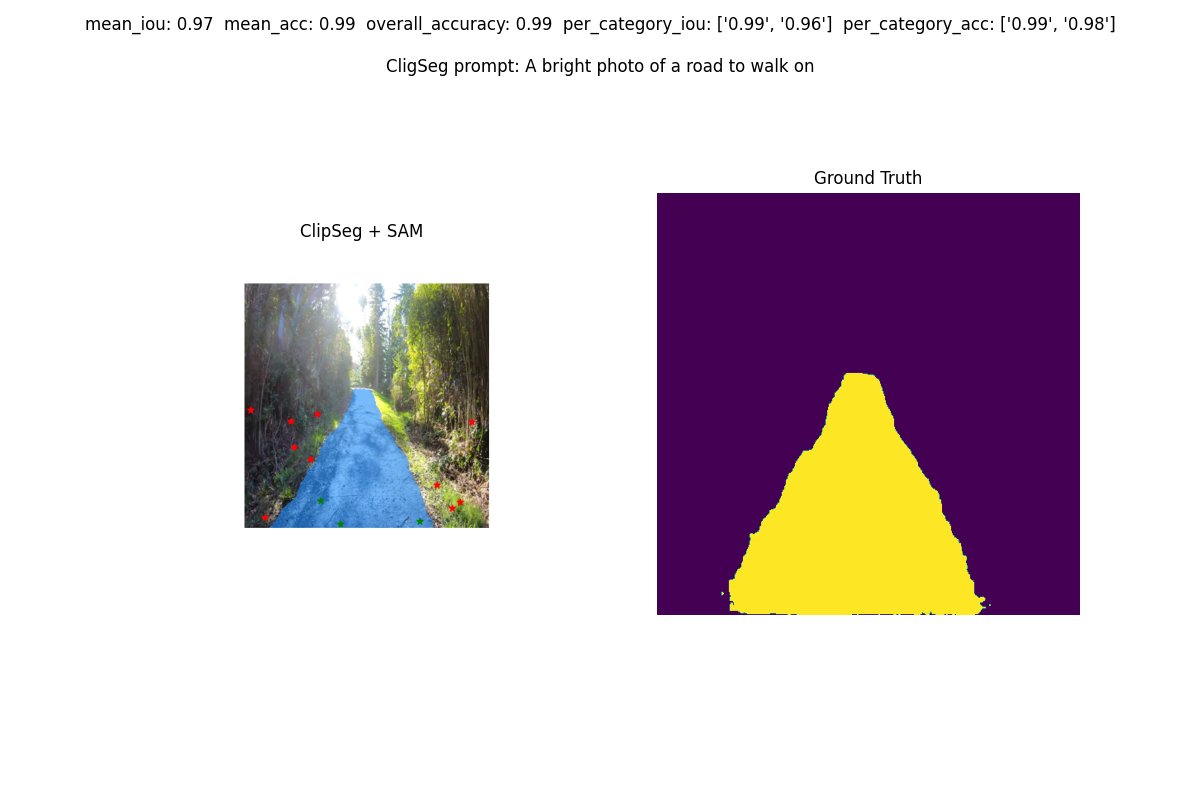 mean_iou: 0.97  mean_acc: 0.99  overall_accuracy: 0.99  per_category_iou: ['0.99', '0.96']  per_category_acc: ['0.99', '0.98']
CligSeg prompt: A bright photo of a road to walk on
Ground Truth
ClipSeg + SAM